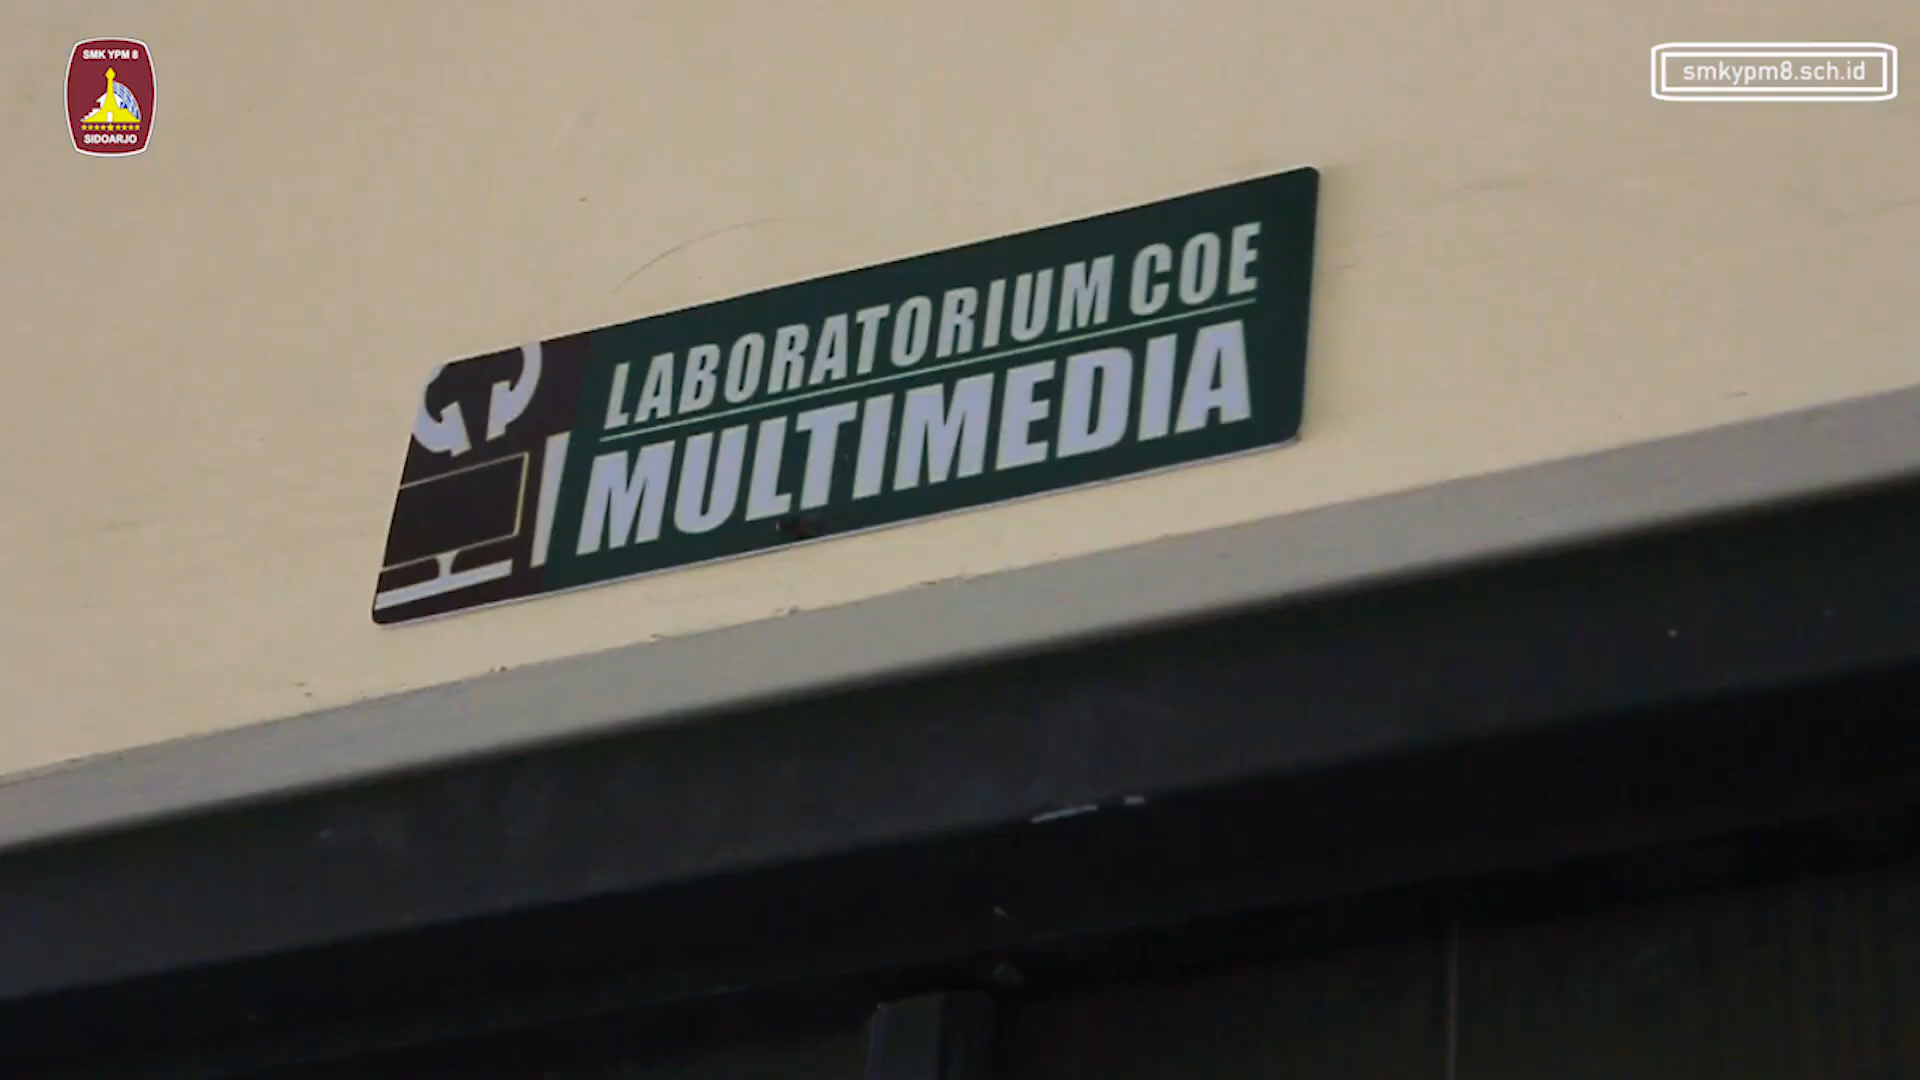 SMK YPM 8
SIDOARJO
smkypm8.sch.id
LABORATORIUM COE
MULTIMEDIA